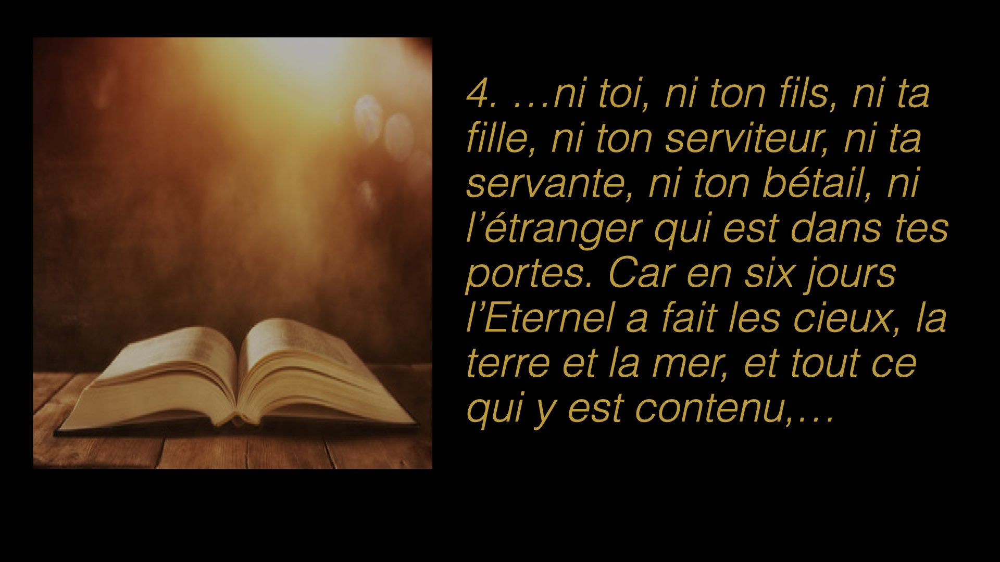 4. …ni toi, ni ton fils, ni ta
fille, ni ton serviteur, ni ta
servante, ni ton bétail, ni
l’étranger qui est dans tes
portes. Car en six jours
l’Eternel a fait les cieux, la
terre et la mer, et tout ce
qui y est contenu,…